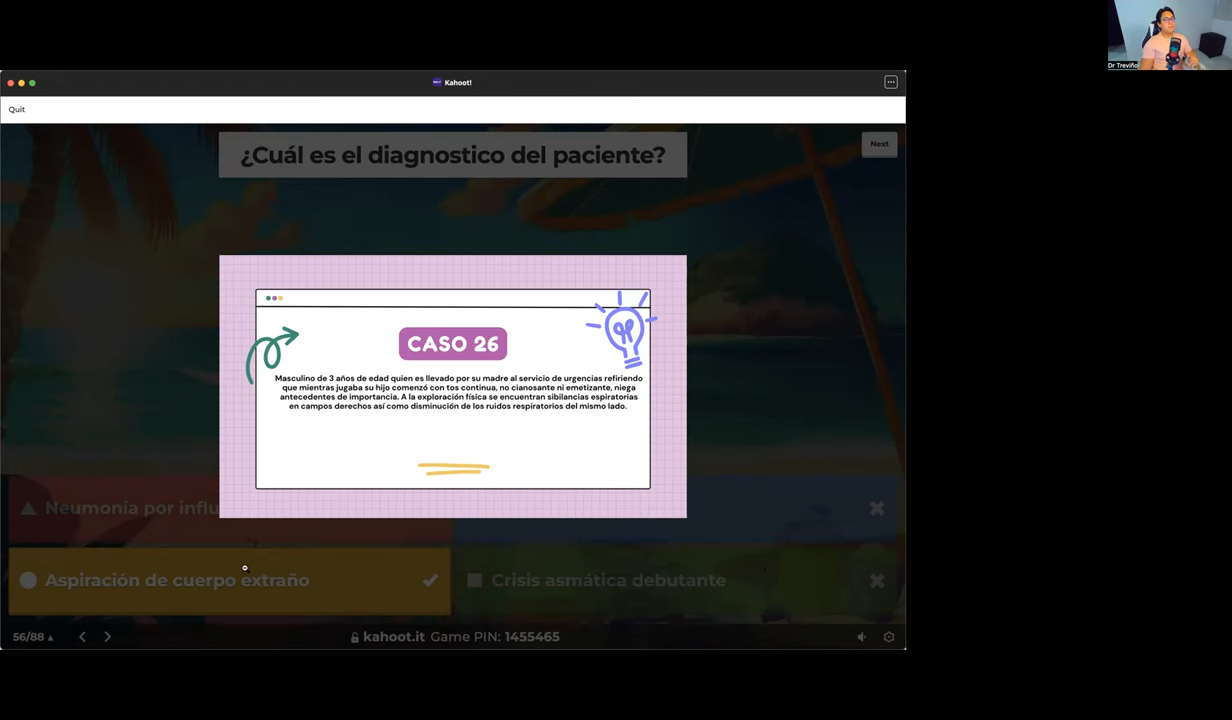 Dr Treviño
Kahoot!
Quit
¿Cuál es el diagnostico del paciente?
Next
CASO 26
Masculino de 3 años de edad quien es llevado por su madre al servicio de urgencias refiriendo
que mientras jugaba su hijo comenzó con tos continua, no cianosante ni emetizante, niega
antecedentes de importancia. A la exploración física se encuentran sibilancias espiratorias
en campos derechos así como disminución de los ruidos respiratorios del mismo lado.
Neumonía por influ
Aspiración de cuerpo extraño
Crisis asmática debutante
56/88
kahoot.it Game PIN: 1455465